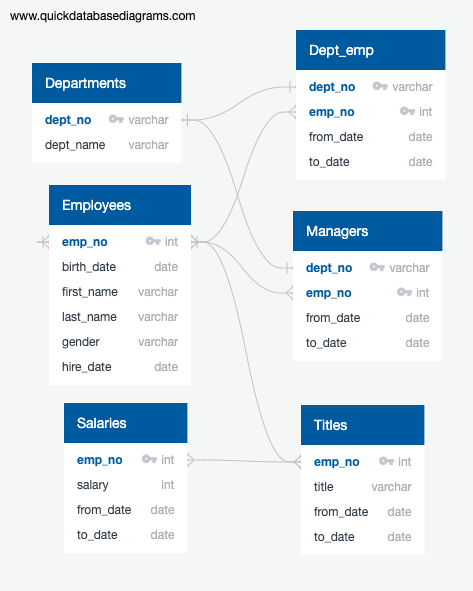 www.quickdatabasediagrams.com
Departments
dept_no varchar
dept_name varchar
Dept_emp
dept_no varchar
emp_no int
from_date date
to_date date
Employees
emp_no int
birth_date date
first_name varchar
last_name varchar
gender varchar
hire_date date
Managers
dept_no varchar
emp_no int
from_date date
to_date date
Salaries
emp_no int
salary int
from_date date
to_date date
Titles
emp_no int
title varchar
from_date date
to_date date